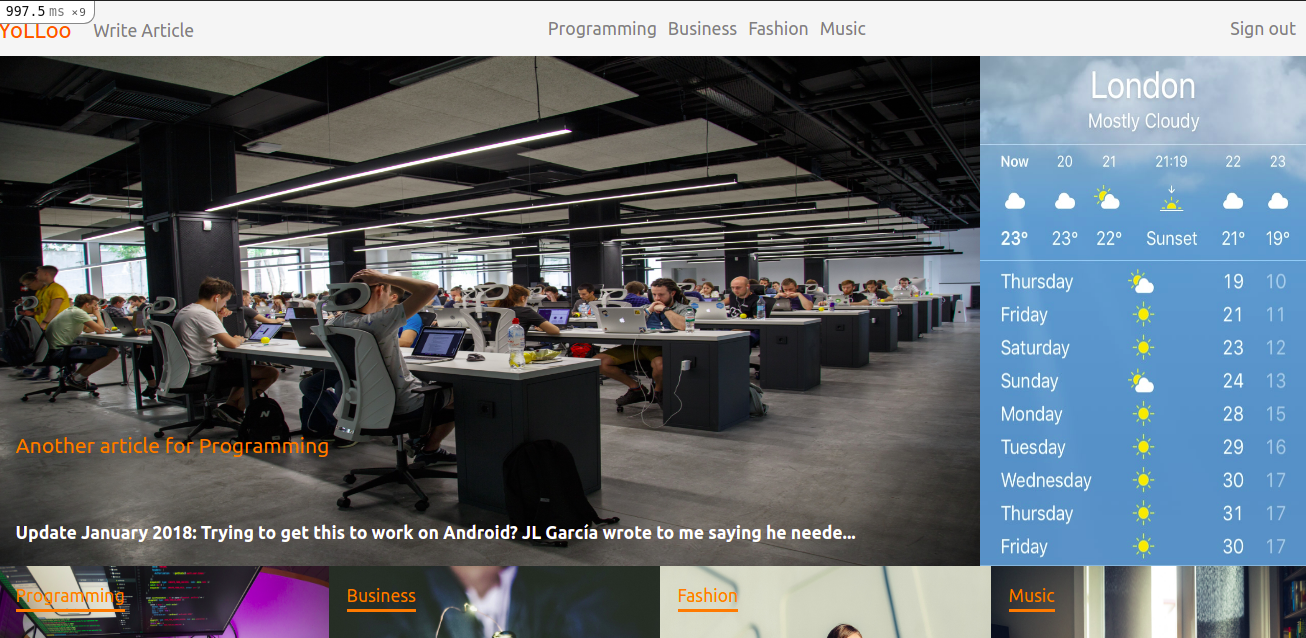 997.5 ms ×9
YoLLoo Write Article Programming Business Fashion Music Sign out
London
Mostly Cloudy
Now 20 21 21:19 22 23
23° 23° 22° Sunset 21° 19°
Thursday 19 10
Friday 21 11
Saturday 23 12
Sunday 24 13
Monday 28 15
Tuesday 29 16
Wednesday 30 17
Thursday 31 17
Friday 30 17
Another article for Programming
Update January 2018: Trying to get this to work on Android? JL García wrote to me saying he neede...
Programming Business Fashion Music